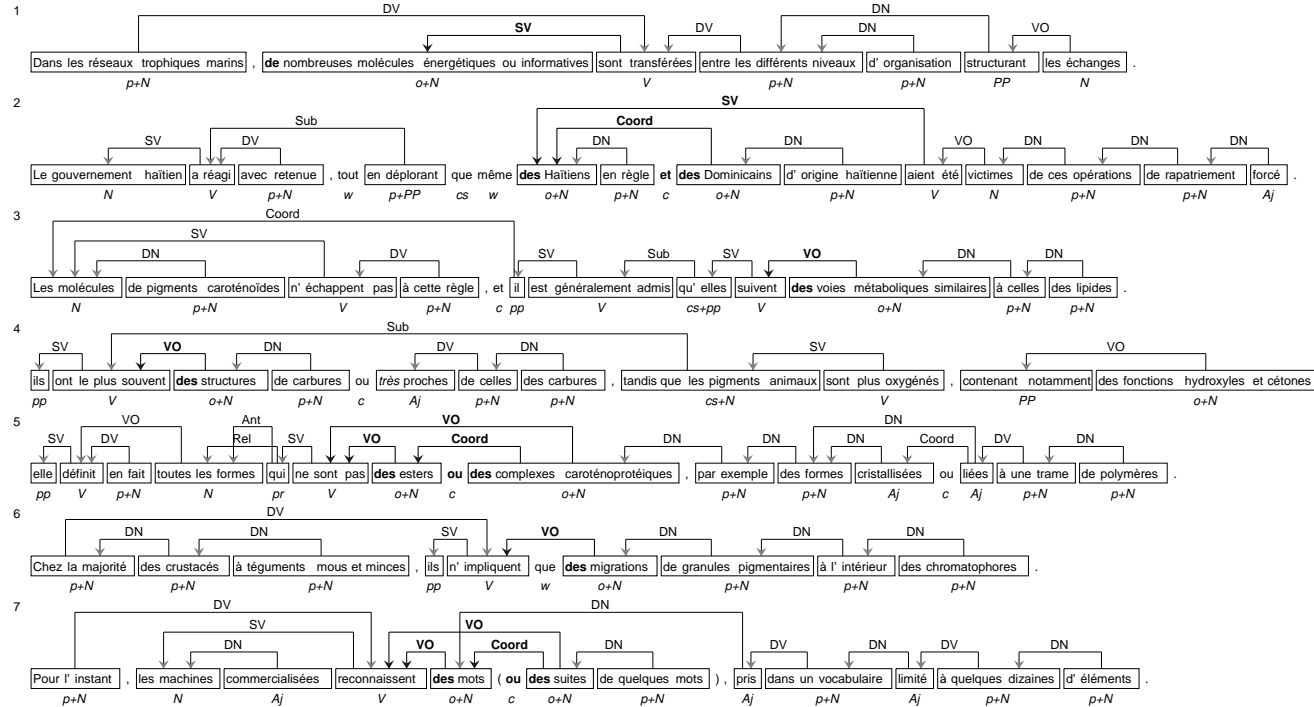 1
DV
SV DV DN DN VO
Dans les réseaux trophiques marins , de nombreuses molécules énergétiques ou informatives sont transférées entre les différents niveaux d' organisation structurant les échanges .
p+N o+N V p+N p+N PP N
2
SV
Sub Coord
SV DV DN DN VO DN DN DN
Le gouvernement haïtien a réagi avec retenue , tout en déplorant que même des Haïtiens en règle et des Dominicains d' origine haïtienne aient été victimes de ces opérations de rapatriement forcé .
N V p+N w p+PP cs w o+N p+N c o+N p+N V N p+N p+N Aj
3
Coord
SV
DN DV SV Sub SV VO DN DN
Les molécules de pigments caroténoïdes n' échappent pas à cette règle , et il est généralement admis qu' elles suivent des voies métaboliques similaires à celles des lipides .
N p+N V p+N c pp V cs+pp V o+N p+N p+N
4
Sub
SV VO DN DV DN SV VO
ils ont le plus souvent des structures de carbures ou très proches de celles des carbures , tandis que les pigments animaux sont plus oxygénés , contenant notamment des fonctions hydroxyles et cétones
pp V o+N p+N c Aj p+N p+N cs+N V PP o+N
5
VO Ant VO DN
SV DV Rel SV VO Coord DN DN DN Coord DV DN
elle définit en fait toutes les formes qui ne sont pas des esters ou des complexes caroténoprotéiques , par exemple des formes cristallisées ou liées à une trame de polymères .
pp V p+N N pr V o+N c o+N p+N p+N Aj c Aj p+N p+N
6
DV
DN DN SV VO DN DN DN
Chez la majorité des crustacés à téguments mous et minces , ils n' impliquent que des migrations de granules pigmentaires à l' intérieur des chromatophores .
p+N p+N p+N pp V w o+N p+N p+N p+N
7
DV DN
SV VO
DN VO Coord DN DV DN DV DN
Pour l' instant , les machines commercialisées reconnaissent des mots ( ou des suites de quelques mots ) , pris dans un vocabulaire limité à quelques dizaines d' éléments .
p+N N Aj V o+N c o+N p+N Aj p+N Aj p+N p+N